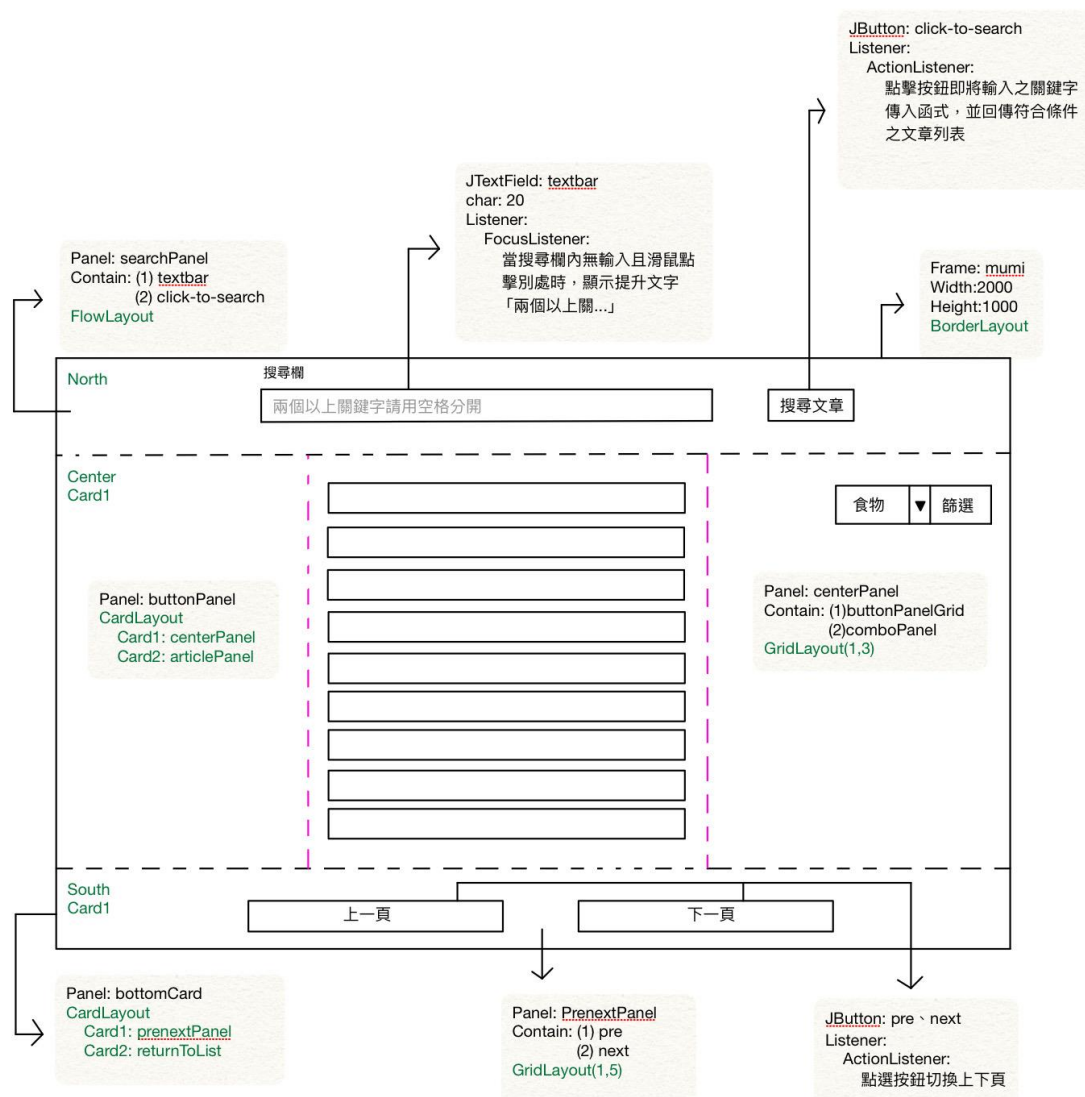 JButton: click-to-search
Listener:
ActionListener:
點擊按鈕即將輸入之關鍵字
傳入函式，並回傳符合條件
之文章列表
JTextField: textbar
char: 20
Listener:
FocusListener:
當搜尋欄內無輸入且滑鼠點
擊別處時，顯示提升文字
「兩個以上關...」
Panel: searchPanel
Contain: (1) textbar
(2) click-to-search
FlowLayout
Frame: mumi
Width:2000
Height:1000
BorderLayout
North
搜尋欄
兩個以上關鍵字請用空格分開
搜尋文章
Center
Card1
食物 ▼ 篩選
Panel: buttonPanel
CardLayout
Card1: centerPanel
Card2: articlePanel
Panel: centerPanel
Contain: (1)buttonPanelGrid
(2)comboPanel
GridLayout(1,3)
South
Card1
上一頁
下一頁
Panel: bottomCard
CardLayout
Card1: prenextPanel
Card2: returnToList
Panel: PrenextPanel
Contain: (1) pre
(2) next
GridLayout(1,5)
JButton: pre、next
Listener:
ActionListener:
點選按鈕切換上下頁